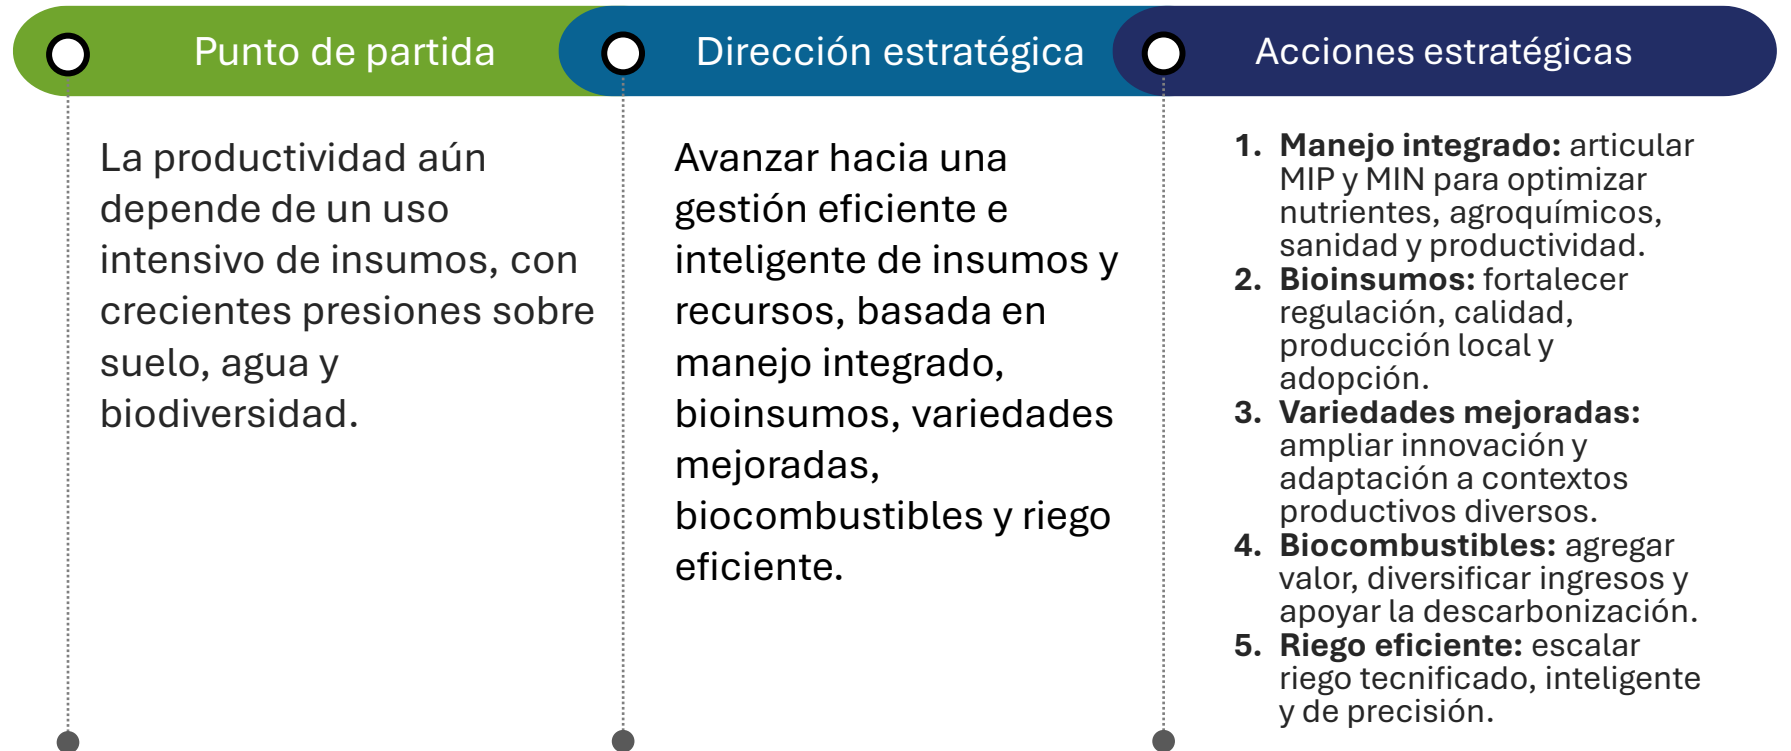 Punto de partida
Dirección estratégica
Acciones estratégicas
La productividad aún
depende de un uso
intensivo de insumos, con
crecientes presiones sobre
suelo, agua y
biodiversidad.
Avanzar hacia una
gestión eficiente e
inteligente de insumos y
recursos, basada en
manejo integrado,
bioinsumos, variedades
mejoradas,
biocombustibles y riego
eficiente.
1. Manejo integrado: articular
MIP y MIN para optimizar
nutrientes, agroquímicos,
sanidad y productividad.
2. Bioinsumos: fortalecer
regulación, calidad,
producción local y
adopción.
3. Variedades mejoradas:
ampliar innovación y
adaptación a contextos
productivos diversos.
4. Biocombustibles: agregar
valor, diversificar ingresos y
apoyar la descarbonización.
5. Riego eficiente: escalar
riego tecnificado, inteligente
y de precisión.